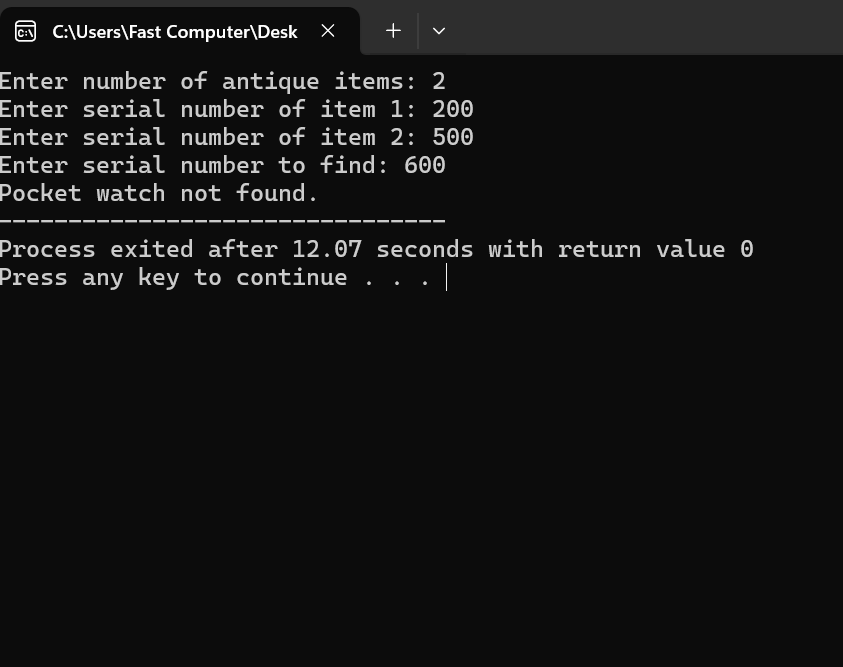 C:\Users\Fast Computer\Desk
Enter number of antique items: 2
Enter serial number of item 1: 200
Enter serial number of item 2: 500
Enter serial number to find: 600
Pocket watch not found.
--------------------------------
Process exited after 12.07 seconds with return value 0
Press any key to continue . . .